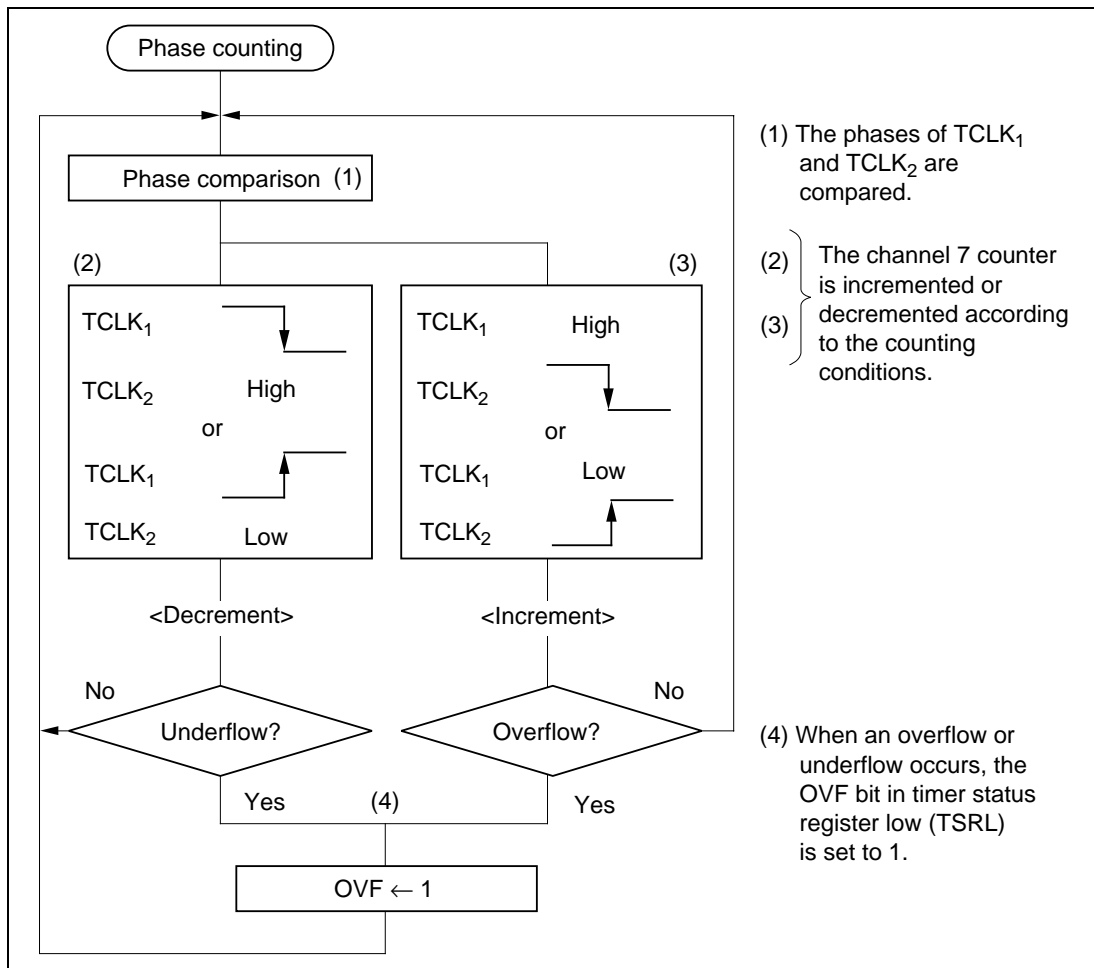 Phase counting
Phase comparison (1)
(2)
TCLK₁
TCLK₂ High
or
TCLK₁
TCLK₂ Low
(3)
TCLK₁ High
TCLK₂
or
TCLK₁ Low
TCLK₂
<Decrement>
<Increment>
No
Underflow?
Yes
No
Overflow?
Yes
(4)
OVF ← 1
(1) The phases of TCLK₁
and TCLK₂ are
compared.
(2)
(3)
The channel 7 counter
is incremented or
decremented according
to the counting
conditions.
(4) When an overflow or
underflow occurs, the
OVF bit in timer status
register low (TSRL)
is set to 1.